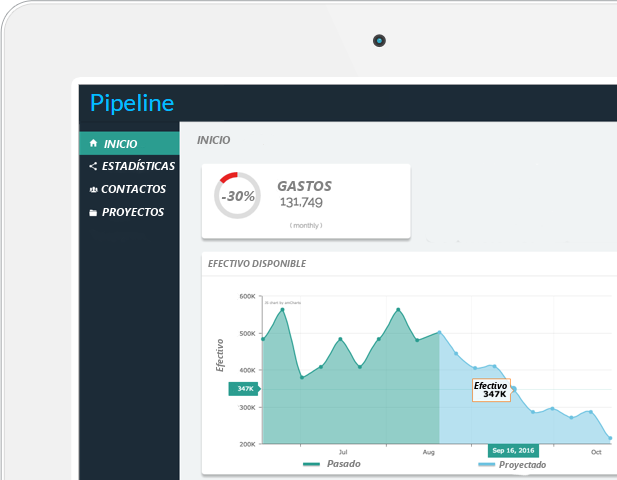 Pipeline
INICIO
ESTADÍSTICAS
CONTACTOS
PROYECTOS
INICIO
-30%
GASTOS
131,749
( monthly )
EFECTIVO DISPONIBLE
600K
500K
400K
347K
300K
200K
Efectivo
Efectivo
347K
Jul
Aug
Sep 16, 2016
Oct
Pasado
Proyectado